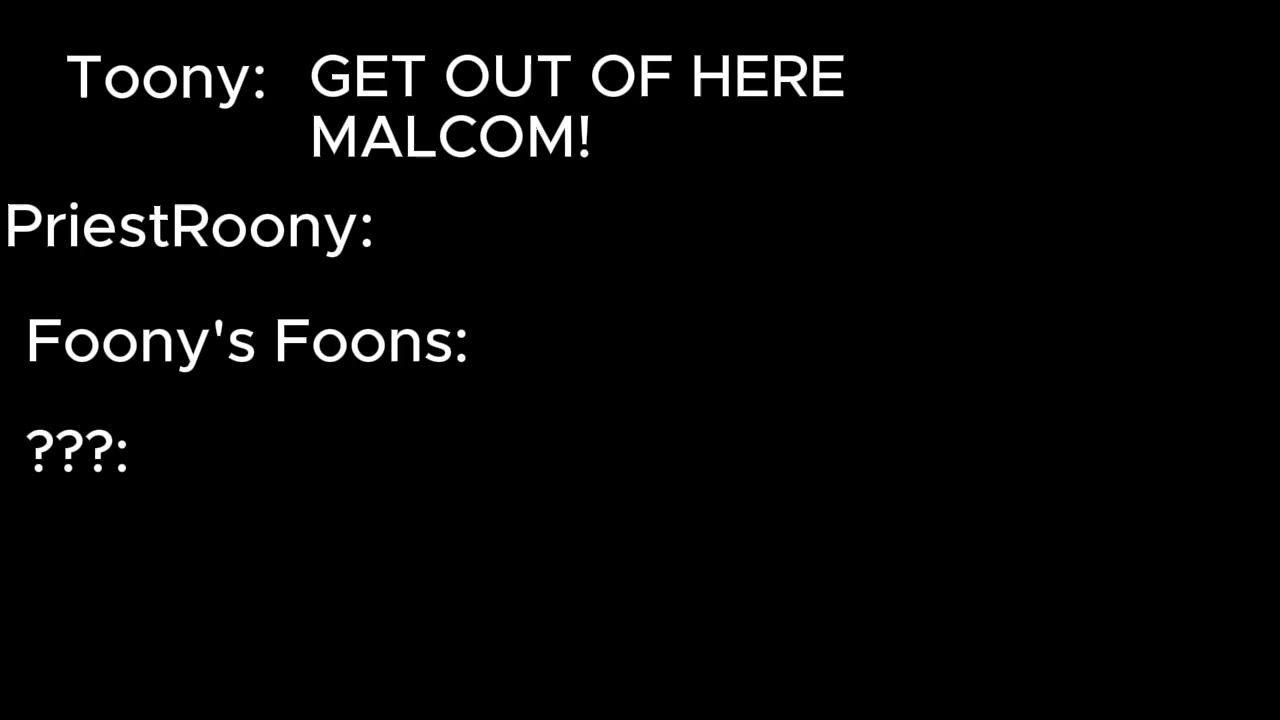 Toony: GET OUT OF HERE
MALCOM!
PriestRoony:
Foony's Foons:
???: